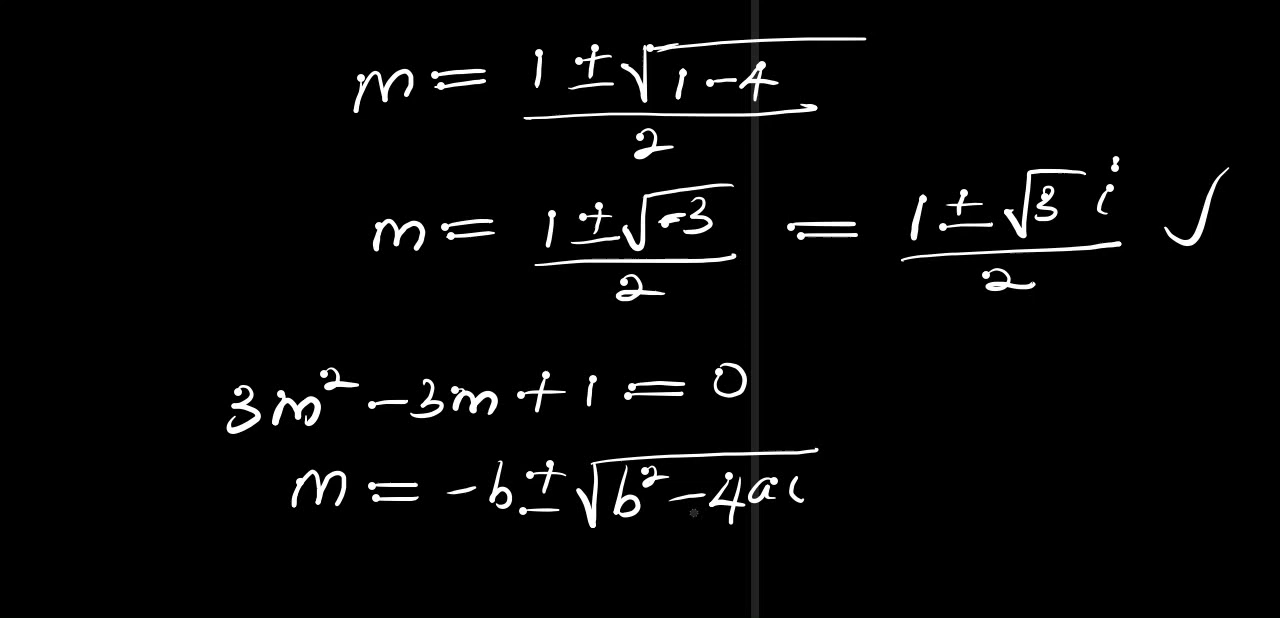 m = (1 ± √(1 - 4)) / 2
m = (1 ± √-3) / 2 = (1 ± √3 i) / 2 ✓
3m² - 3m + 1 = 0
m = -b ± √(b² - 4ac)